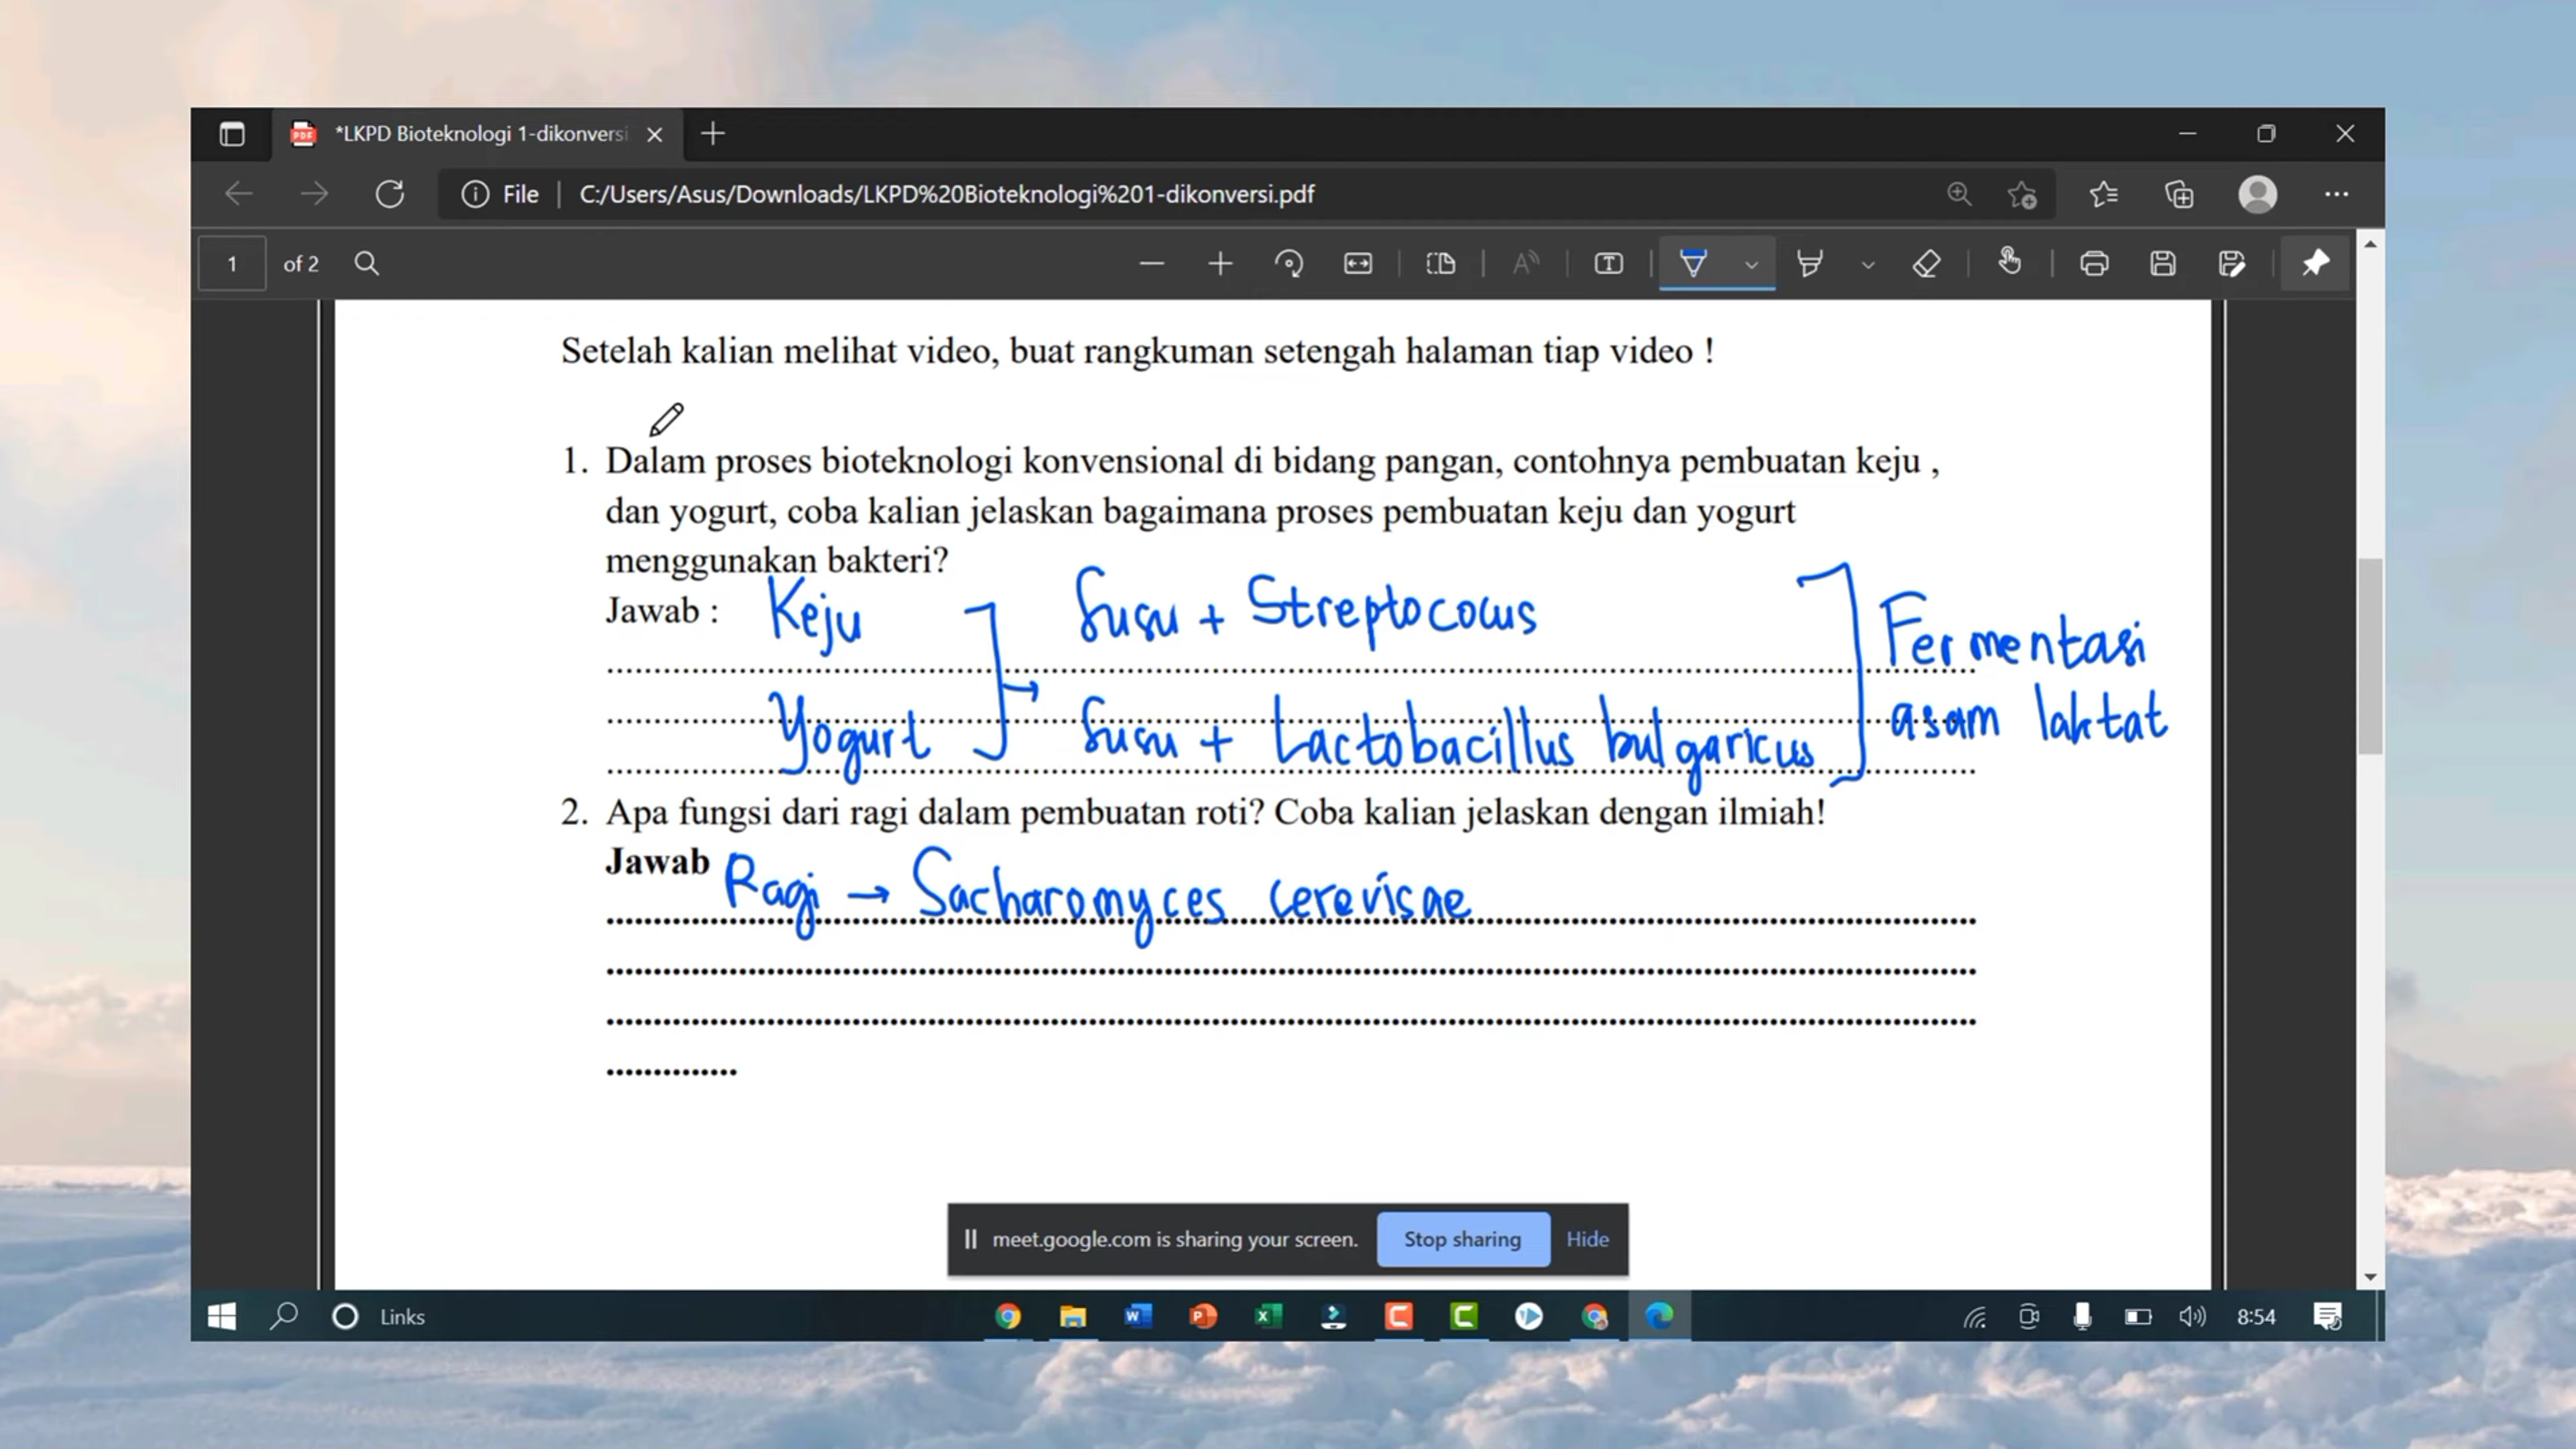 *LKPD Bioteknologi 1-dikonversi
File
C:/Users/Asus/Downloads/LKPD%20Bioteknologi%201-dikonversi.pdf
1 of 2
Setelah kalian melihat video, buat rangkuman setengah halaman tiap video !
1. Dalam proses bioteknologi konvensional di bidang pangan, contohnya pembuatan keju ,
dan yogurt, coba kalian jelaskan bagaimana proses pembuatan keju dan yogurt
menggunakan bakteri?
Jawab : Keju Susu + Streptococus Fermentasi
Yogurt → Susu + Lactobacillus bulgaricus asam laktat
2. Apa fungsi dari ragi dalam pembuatan roti? Coba kalian jelaskan dengan ilmiah!
Jawab Ragi → Sacharomyces cerevisae
meet.google.com is sharing your screen. Stop sharing Hide
Links
8:54